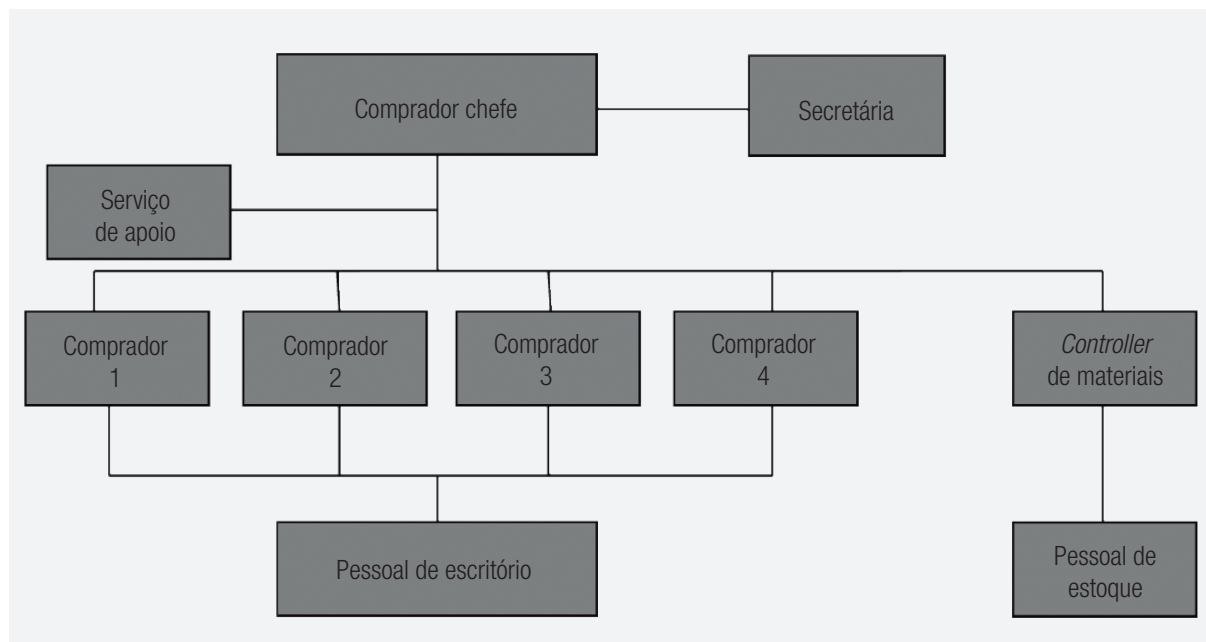 Comprador chefe
Secretária
Serviço
de apoio
Comprador
1
Comprador
2
Comprador
3
Comprador
4
Controller
de materiais
Pessoal de escritório
Pessoal de
estoque